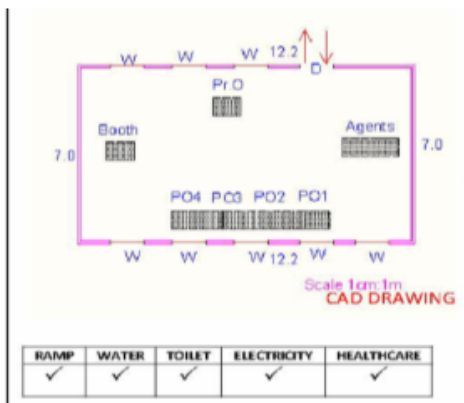 W W W 12.2
D
Pr.O
Booth Agents
7.0 7.0
PO4 PO3 PO2 PO1
W W W 12.2 W W
Scale 1cm:1m
CAD DRAWING
RAMP WATER TOILET ELECTRICITY HEALTHCARE
✓ ✓ ✓ ✓ ✓